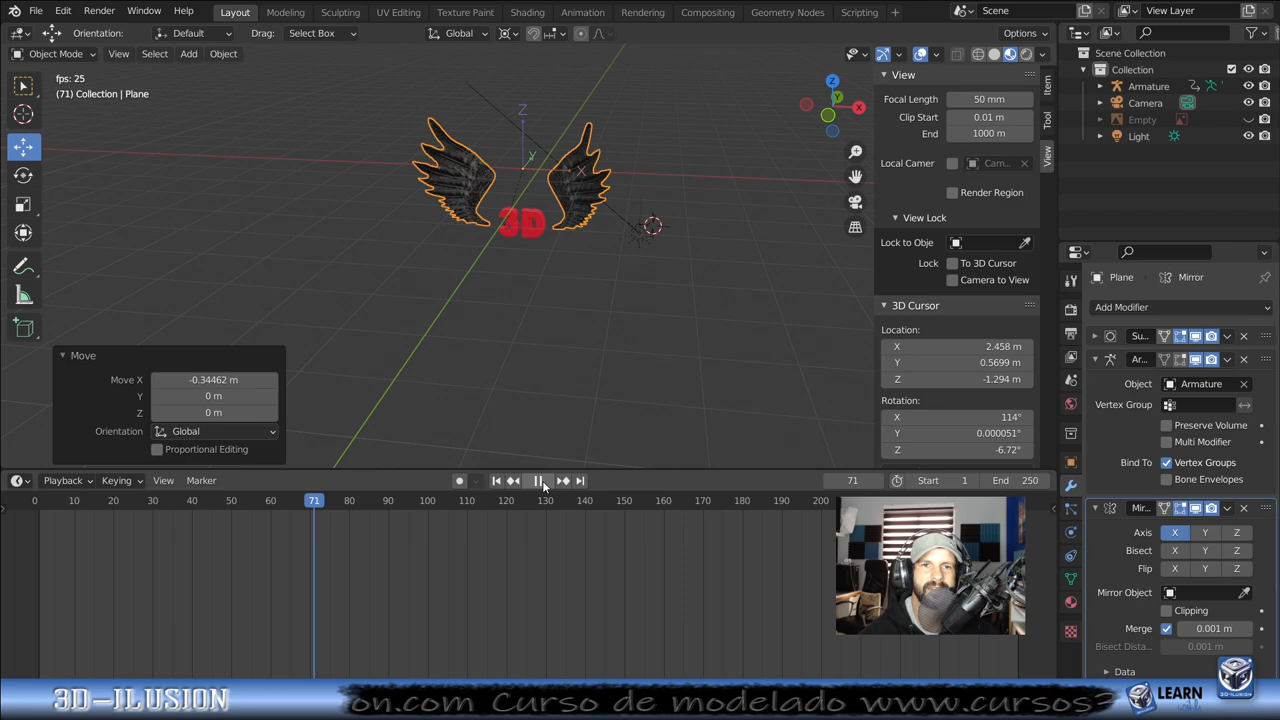 File Edit Render Window Help Layout Modeling Sculpting UV Editing Texture Paint Shading Animation Rendering Compositing Geometry Nodes Scripting + Scene View Layer
Orientation: Default Drag: Select Box Global Options
Object Mode View Select Add Object
fps: 25
(71) Collection | Plane
Z
Y
X
3D
Z
Y
X
View
Focal Length 50 mm
Clip Start 0.01 m
End 1000 m
Local Camer Cam...
Render Region
View Lock
Lock to Obje
Lock To 3D Cursor
Camera to View
3D Cursor
Location:
X 2.458 m
Y 0.5699 m
Z -1.294 m
Rotation:
X 114°
Y 0.000051°
Z -6.72°
Item
Tool
View
Scene Collection
Collection
Armature
Camera
Empty
Light
Plane Mirror
Add Modifier
Su...
Ar...
Object Armature
Vertex Group
Preserve Volume
Multi Modifier
Bind To Vertex Groups
Bone Envelopes
Mir...
Axis X Y Z
Bisect X Y Z
Flip X Y Z
Mirror Object
Clipping
Merge 0.001 m
Bisect Dista... 0.001 m
Data
Move
Move X -0.34462 m
Y 0 m
Z 0 m
Orientation Global
Proportional Editing
Playback Keying View Marker 71 Start 1 End 250
0 10 20 30 40 50 60 71 80 90 100 110 120 130 140 150 160 170 180 190 200
3D-ILUSION on.com Curso de modelado www.cursos3 LEARN